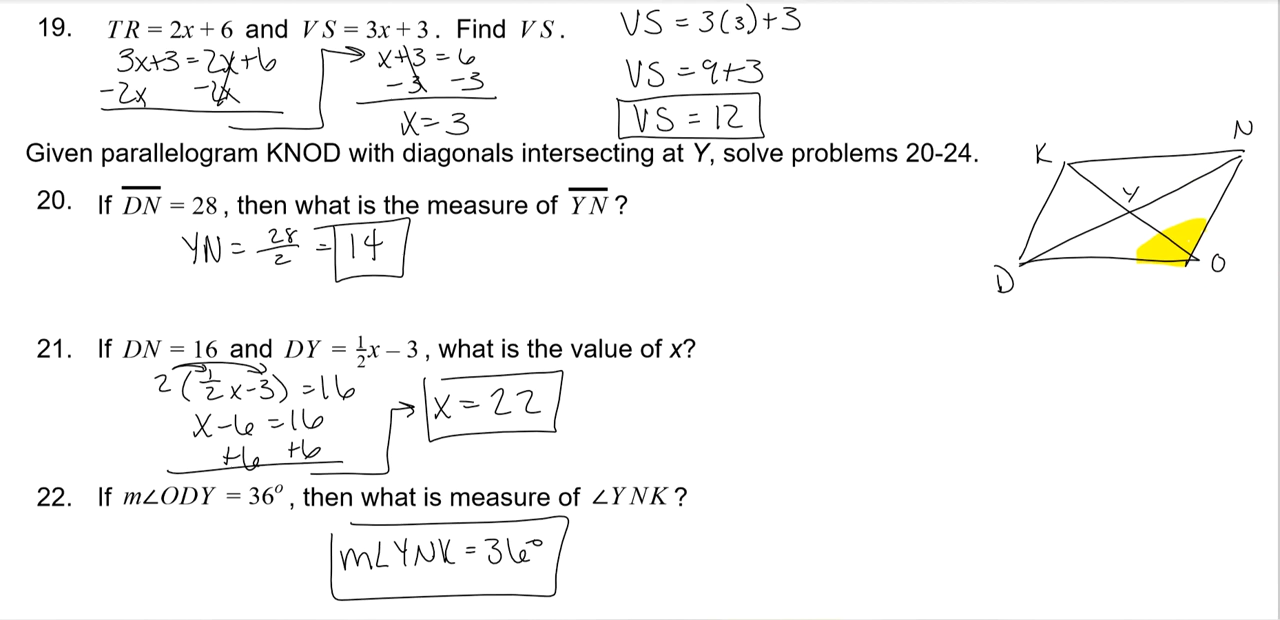 19. TR = 2x + 6 and VS = 3x + 3. Find VS.
3x+3 = 2x+6
-2x -2x
x+3 = 6
-3 -3
x = 3
VS = 3(3)+3
VS = 9+3
VS = 12
Given parallelogram KNOD with diagonals intersecting at Y, solve problems 20-24.
K N
Y
D O
20. If D̅N̅ = 28, then what is the measure of Y̅N̅?
YN = 28/2 = 14
21. If DN = 16 and DY = ½x – 3, what is the value of x?
2(½x-3) = 16
x-6 = 16
+6 +6
x = 22
22. If m∠ODY = 36°, then what is measure of ∠YNK?
m∠YNK = 36°